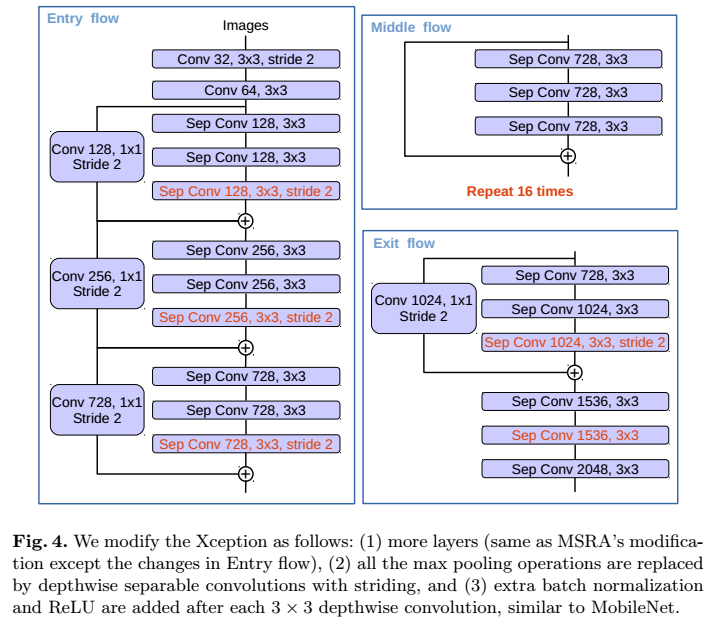 Entry flow
Images
Conv 32, 3x3, stride 2
Conv 64, 3x3
Sep Conv 128, 3x3
Conv 128, 1x1
Stride 2
Sep Conv 128, 3x3
Sep Conv 128, 3x3, stride 2
Sep Conv 256, 3x3
Conv 256, 1x1
Stride 2
Sep Conv 256, 3x3
Sep Conv 256, 3x3, stride 2
Sep Conv 728, 3x3
Conv 728, 1x1
Stride 2
Sep Conv 728, 3x3
Sep Conv 728, 3x3, stride 2
Middle flow
Sep Conv 728, 3x3
Sep Conv 728, 3x3
Sep Conv 728, 3x3
Repeat 16 times
Exit flow
Sep Conv 728, 3x3
Conv 1024, 1x1
Stride 2
Sep Conv 1024, 3x3
Sep Conv 1024, 3x3, stride 2
Sep Conv 1536, 3x3
Sep Conv 1536, 3x3
Sep Conv 2048, 3x3
Fig. 4. We modify the Xception as follows: (1) more layers (same as MSRA's modifica-
tion except the changes in Entry flow), (2) all the max pooling operations are replaced
by depthwise separable convolutions with striding, and (3) extra batch normalization
and ReLU are added after each 3 × 3 depthwise convolution, similar to MobileNet.